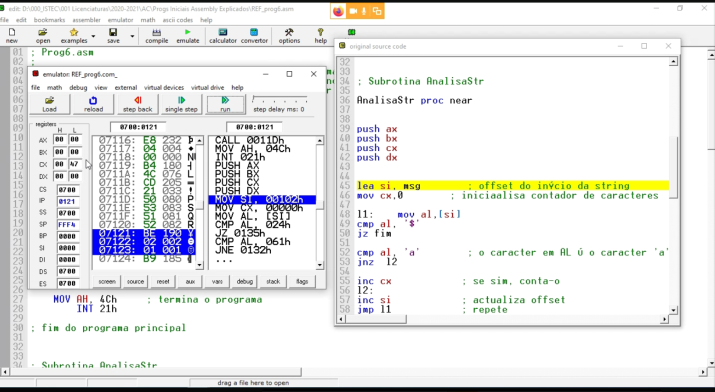 edit: D:\00_ISTEC\001 Licenciaturas\2020-2021\AC\Progs Iniciais Assembly Explicados\REF_prog6.asm
file edit bookmarks assembler emulator math ascii codes help
new open examples save compile emulate calculator convertor options help
01 ; Prog6.asm
02 ;
emulator: REF_prog6.com_
file math debug view external virtual devices virtual drive help
Load reload step back single step run step delay ms: 0
registers
H L
0700:0121
0700:0121
AX 00 00
BX 00 00
CX 00 47
DX 00 00
CS 0700
IP 0121
SS 0700
SP FFF4
BP 0000
SI 0000
DI 0000
DS 0700
ES 0700
07116: E8 232
07117: 04 004
07118: 00 000
07119: B4 180
0711A: 4C 076 L
0711B: CD 205
0711C: 21 033 !
0711D: 50 080 P
0711E: 53 083 S
0711F: 51 081 Q
07120: 52 082 R
07121: BE 190
07122: 02 002
07123: 01 001
07124: B9 185
CALL 0011Dh
MOV AH, 04Ch
INT 021h
PUSH AX
PUSH BX
PUSH CX
PUSH DX
MOV SI, 00102h
MOV CX, 00000h
MOV AL, [SI]
CMP AL, 024h
JZ 0135h
CMP AL, 061h
JNE 0132h
...
screen source reset aux vars debug stack flags
27 MOV AH, 4Ch ; termina o programa
28 INT 21h
29
30 ; fim do programa principal
31
32
33
34 ; Subrotina AnalisaStr
original source code
32
33
34 ; Subrotina AnalisaStr
35
36 AnalisaStr proc near
37
38
39 push ax
40 push bx
41 push cx
42 push dx
43
44
45 lea si, msg ; offset do inýcio da string
46 mov cx,0 ; iniciaalisa contador de caracteres
47
48 l1: mov al,[si]
49 cmp al, '$'
50 jz fim
51
52 cmp al, 'a' ; o caracter em AL ú o caracter 'a'
53 jnz l2
54
55 inc cx ; se sim, conta-o
56 l2:
57 inc si ; actualiza offset
58 jmp l1 ; repete
drag a file here to open